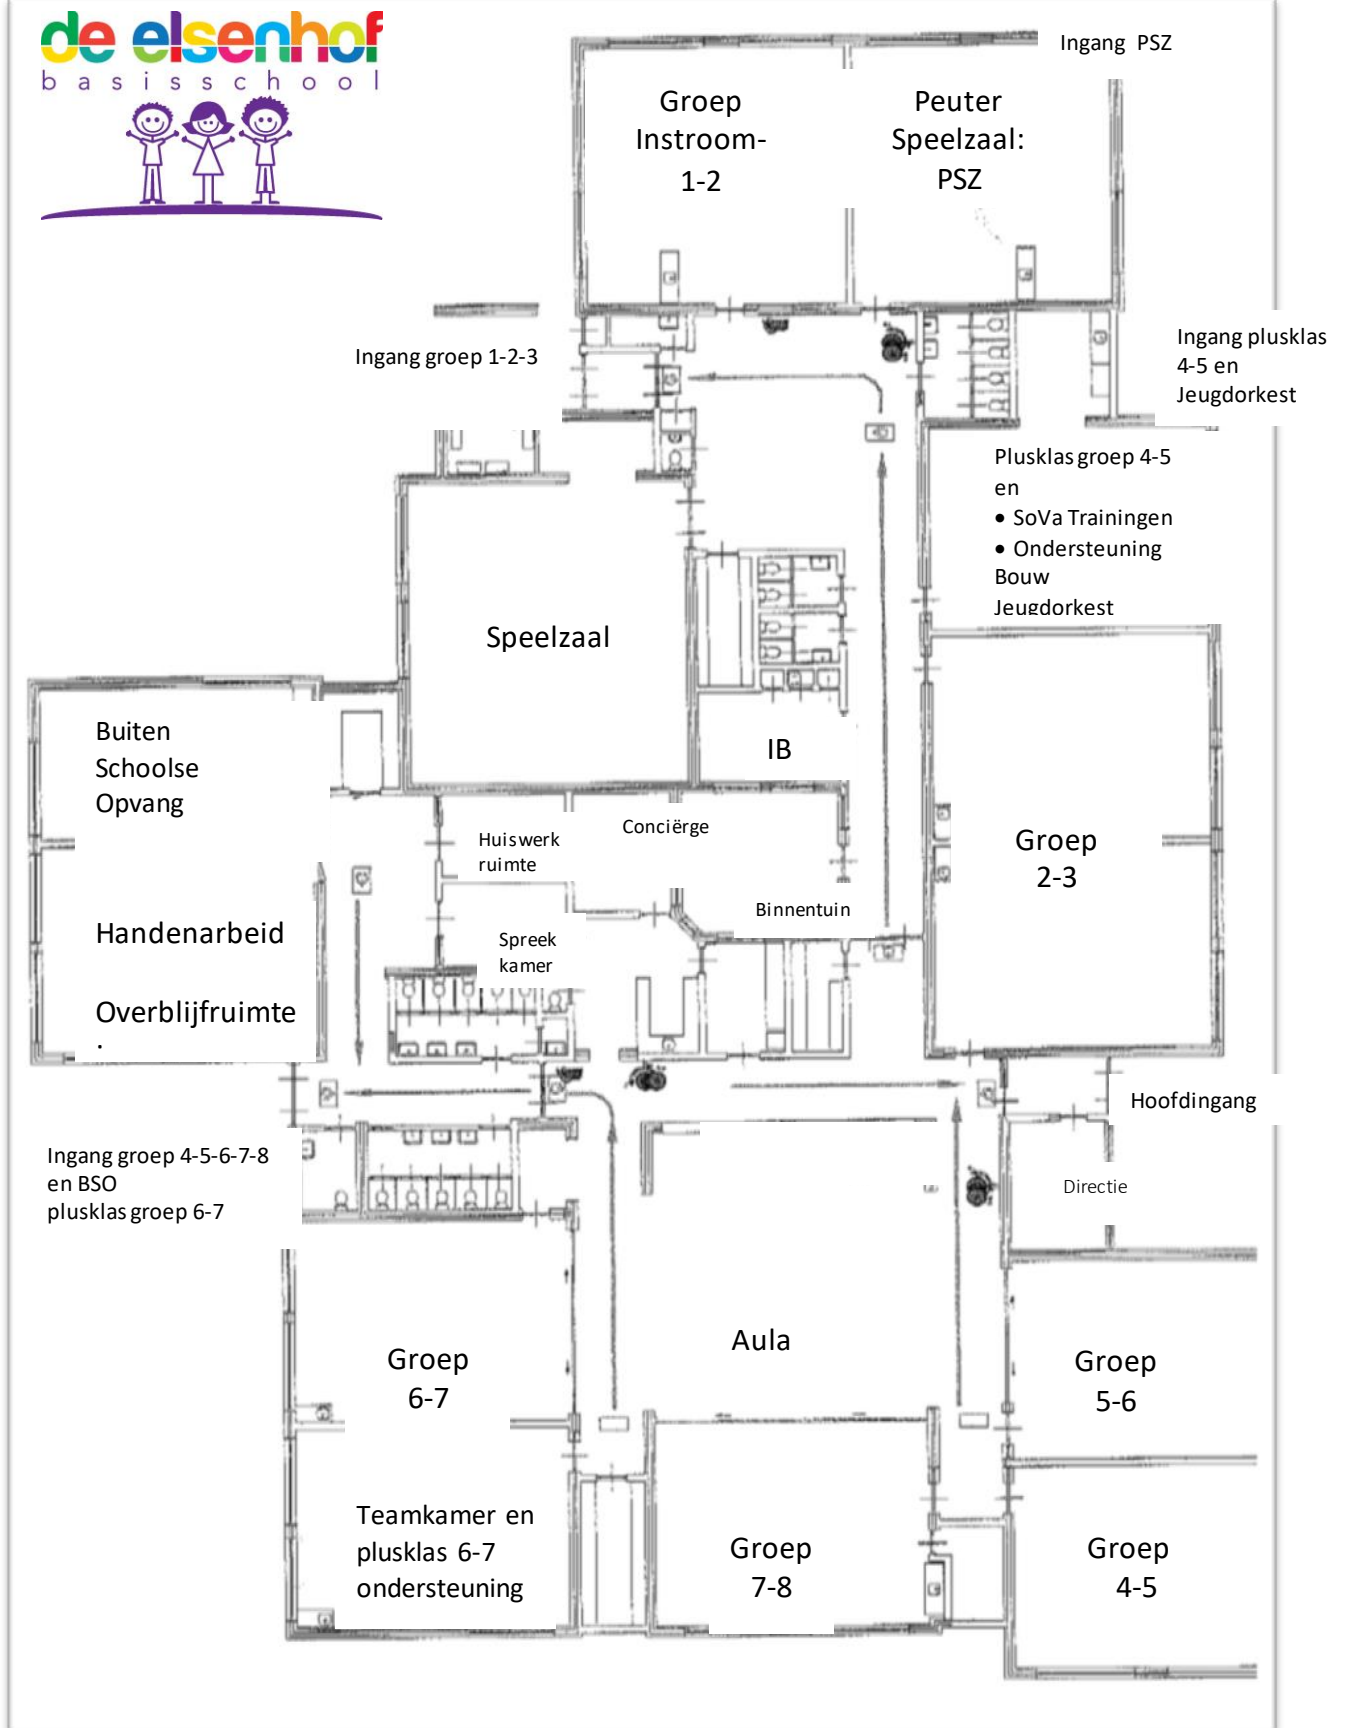 de elsenhof
basisschool
Ingang PSZ
Groep
Instroom-
1-2
Peuter
Speelzaal:
PSZ
Ingang groep 1-2-3
Ingang plusklas
4-5 en
Jeugdorkest
Plusklas groep 4-5
en
• SoVa Trainingen
• Ondersteuning
Bouw
Jeugdorkest
Speelzaal
Buiten
Schoolse
Opvang
IB
Huiswerk
ruimte
Conciërge
Groep
2-3
Binnentuin
Handenarbeid
Spreek
kamer
Overblijfruimte
.
Hoofdingang
Ingang groep 4-5-6-7-8
en BSO
plusklas groep 6-7
Directie
Aula
Groep
6-7
Groep
5-6
Teamkamer en
plusklas 6-7
ondersteuning
Groep
7-8
Groep
4-5